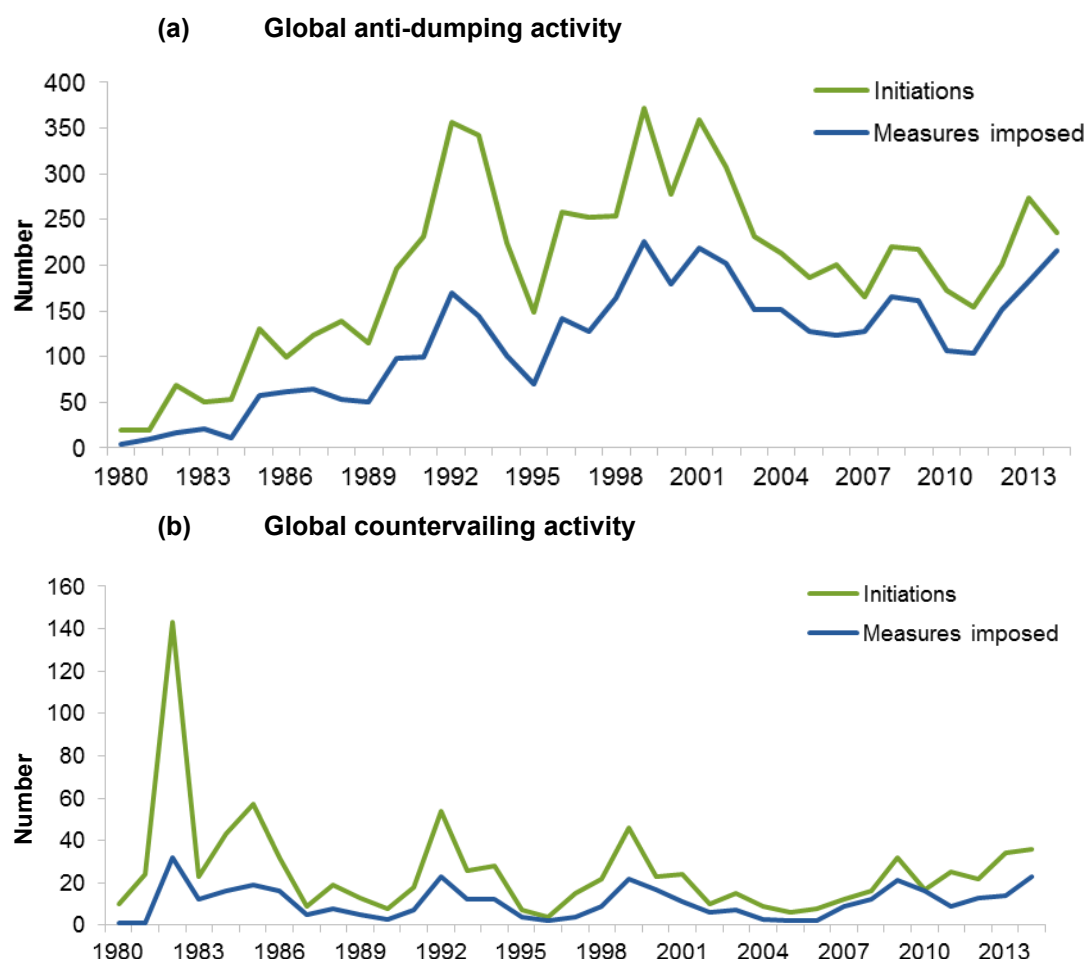 (a) Global anti-dumping activity
400
350
300
250
200
150
100
50
0
Number
Initiations
Measures imposed
1980 1983 1986 1989 1992 1995 1998 2001 2004 2007 2010 2013
(b) Global countervailing activity
160
140
120
100
80
60
40
20
0
Number
Initiations
Measures imposed
1980 1983 1986 1989 1992 1995 1998 2001 2004 2007 2010 2013